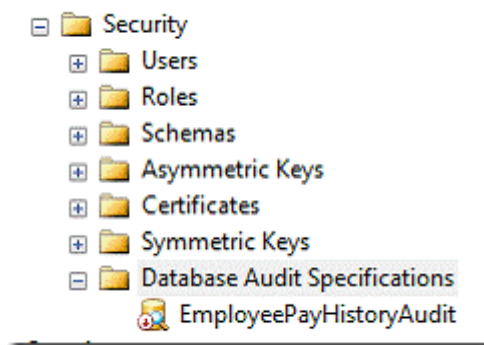 Security
Users
Roles
Schemas
Asymmetric Keys
Certificates
Symmetric Keys
Database Audit Specifications
EmployeePayHistoryAudit